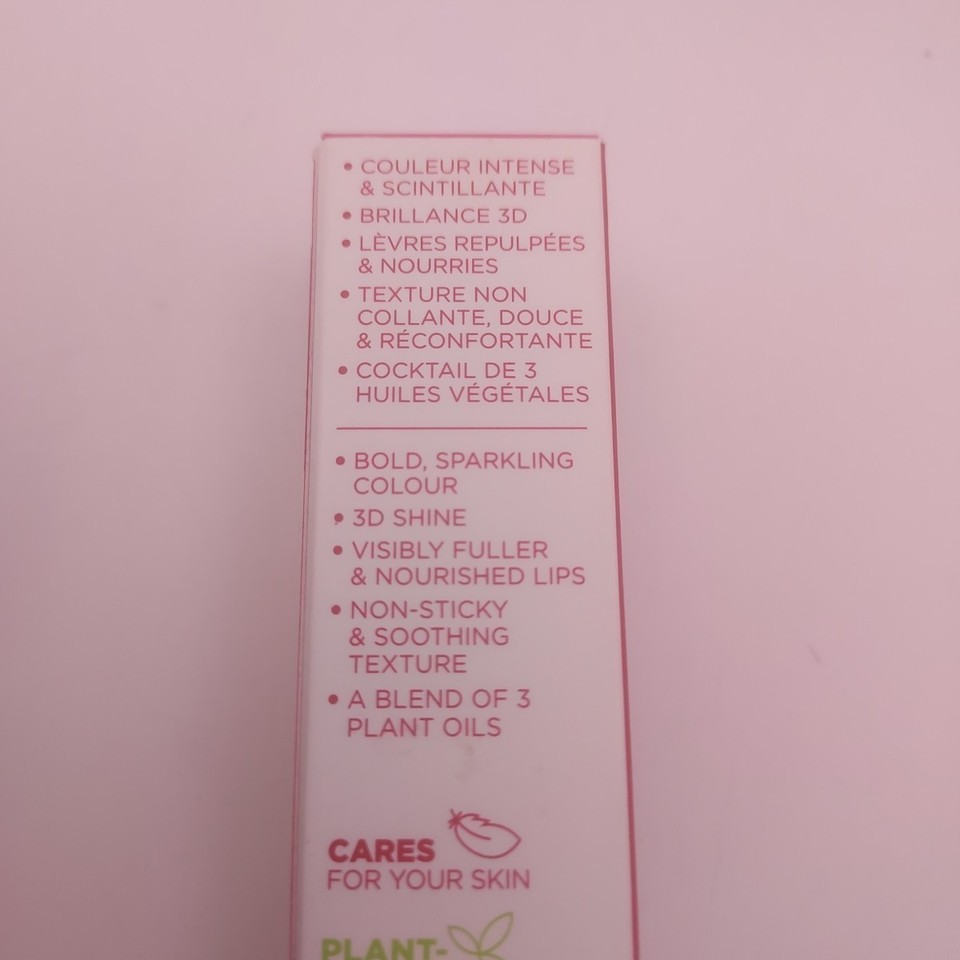 • COULEUR INTENSE
& SCINTILLANTE
• BRILLANCE 3D
• LÈVRES REPULPÉES
& NOURRIES
• TEXTURE NON
COLLANTE, DOUCE
& RÉCONFORTANTE
• COCKTAIL DE 3
HUILES VÉGÉTALES
• BOLD, SPARKLING
COLOUR
• 3D SHINE
• VISIBLY FULLER
& NOURISHED LIPS
• NON-STICKY
& SOOTHING
TEXTURE
• A BLEND OF 3
PLANT OILS
CARES
FOR YOUR SKIN
PLANT-